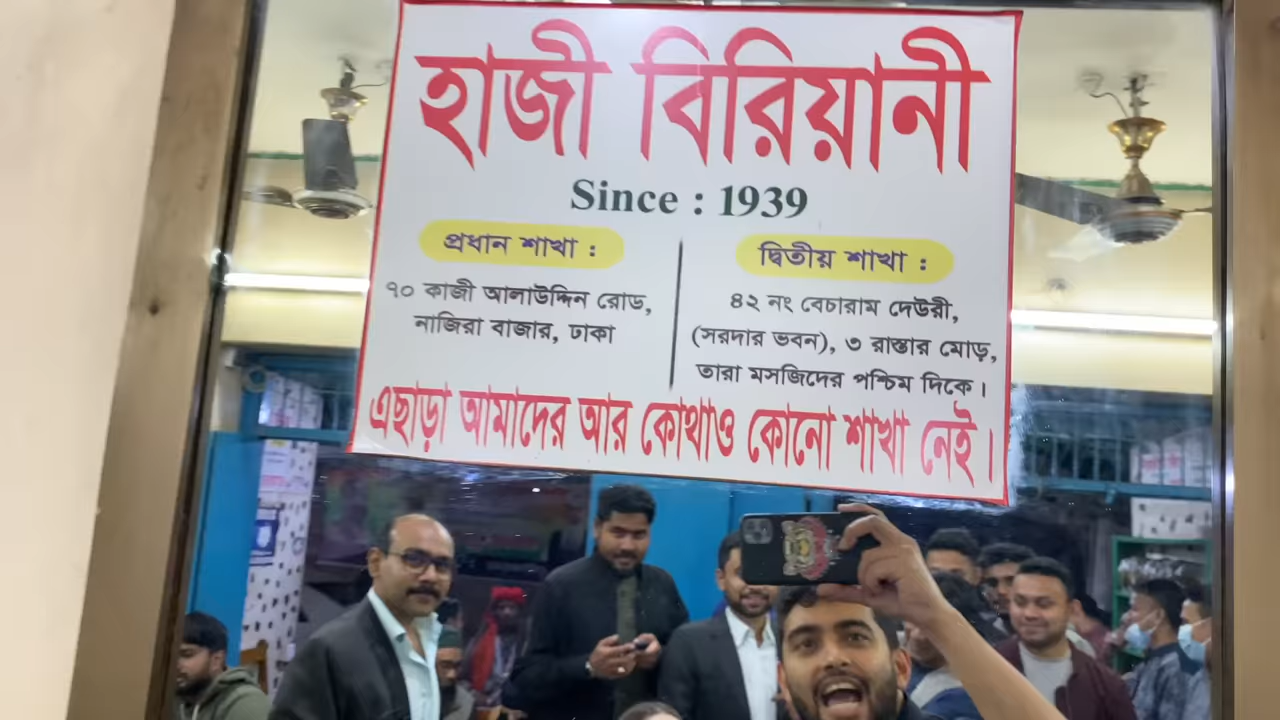 হাজী বিরিয়ানী
Since : 1939
প্রধান শাখা :
৭০ কাজী আলাউদ্দিন রোড,
নাজিরা বাজার, ঢাকা
দ্বিতীয় শাখা :
৪২ নং বেচারাম দেউরী,
(সরদার ভবন), ৩ রাস্তার মোড়,
তারা মসজিদের পশ্চিম দিকে।
এছাড়া আমাদের আর কোথাও কোনো শাখা নেই।